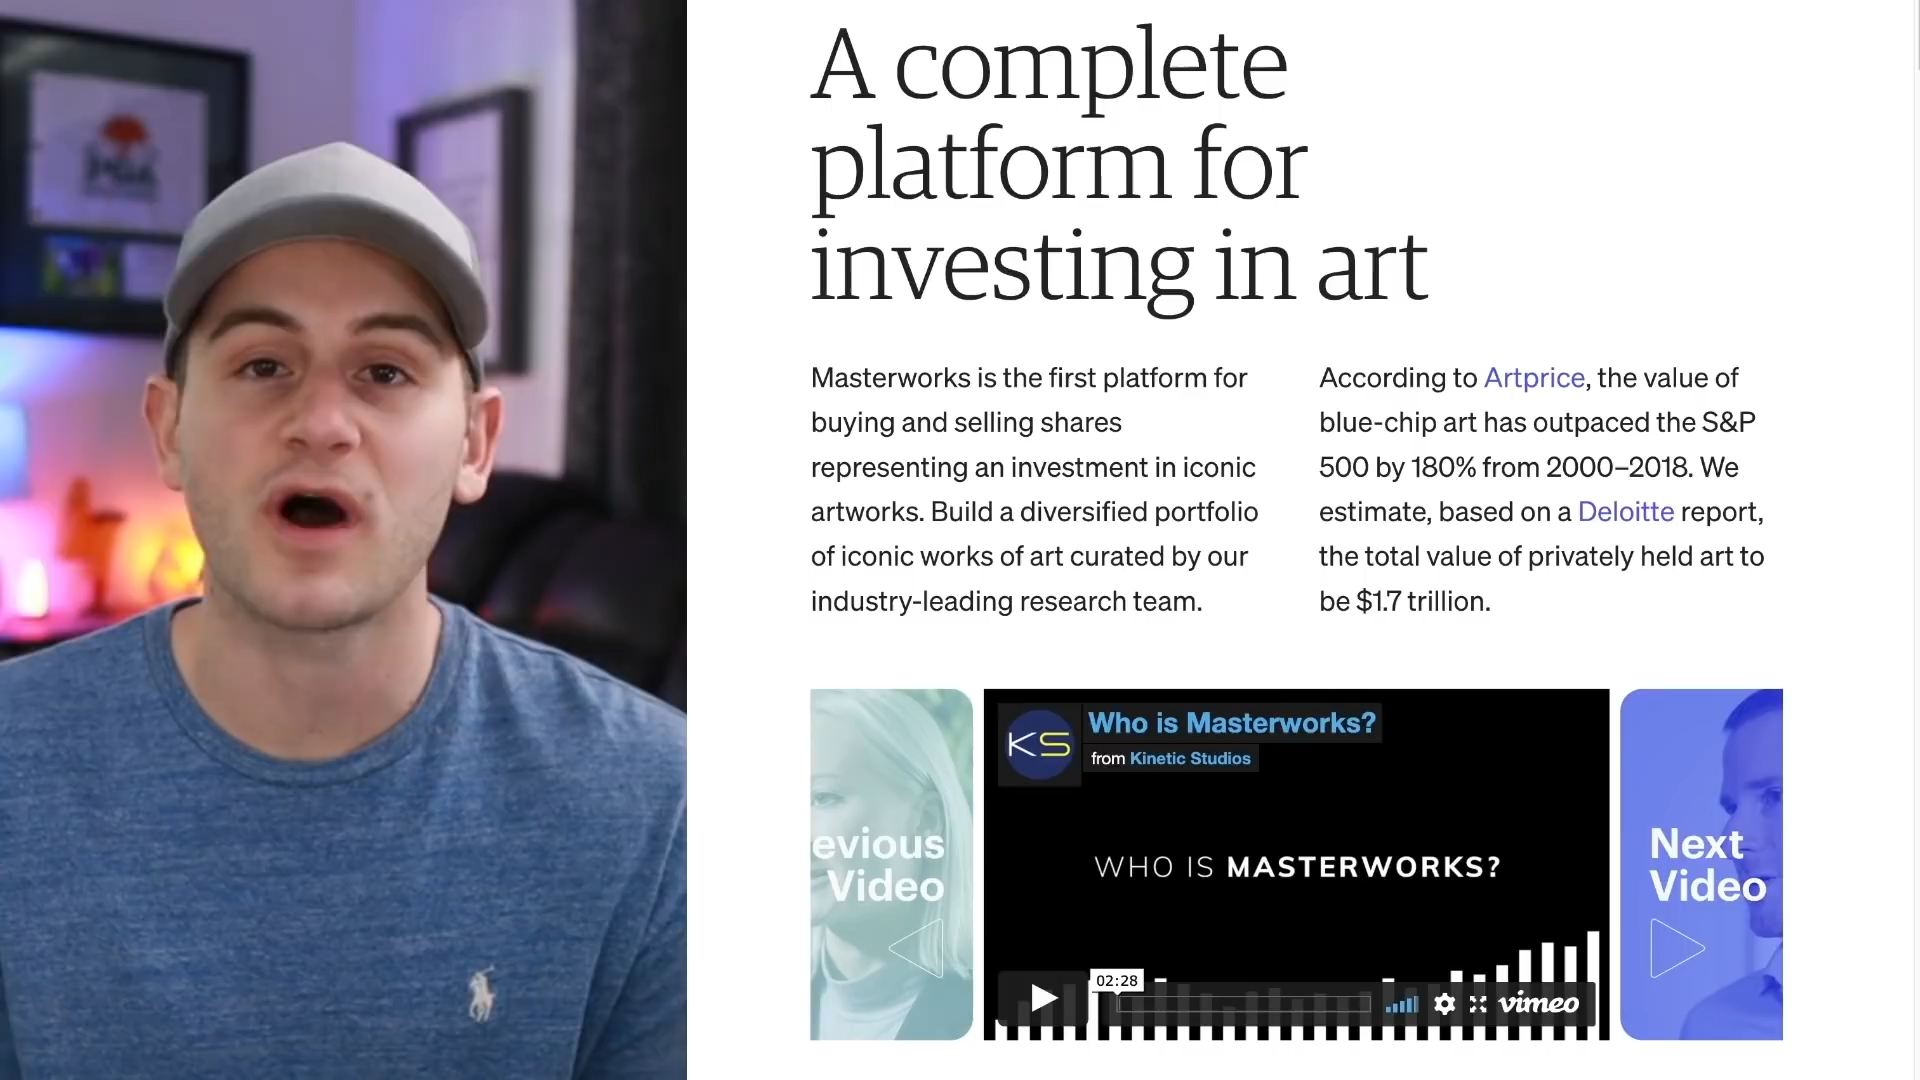 A complete
platform for
investing in art
Masterworks is the first platform for
buying and selling shares
representing an investment in iconic
artworks. Build a diversified portfolio
of iconic works of art curated by our
industry-leading research team.
According to Artprice, the value of
blue-chip art has outpaced the S&P
500 by 180% from 2000–2018. We
estimate, based on a Deloitte report,
the total value of privately held art to
be $1.7 trillion.
evious
Video
KS
Who is Masterworks?
from Kinetic Studios
WHO IS MASTERWORKS?
02:28
vimeo
Next
Video